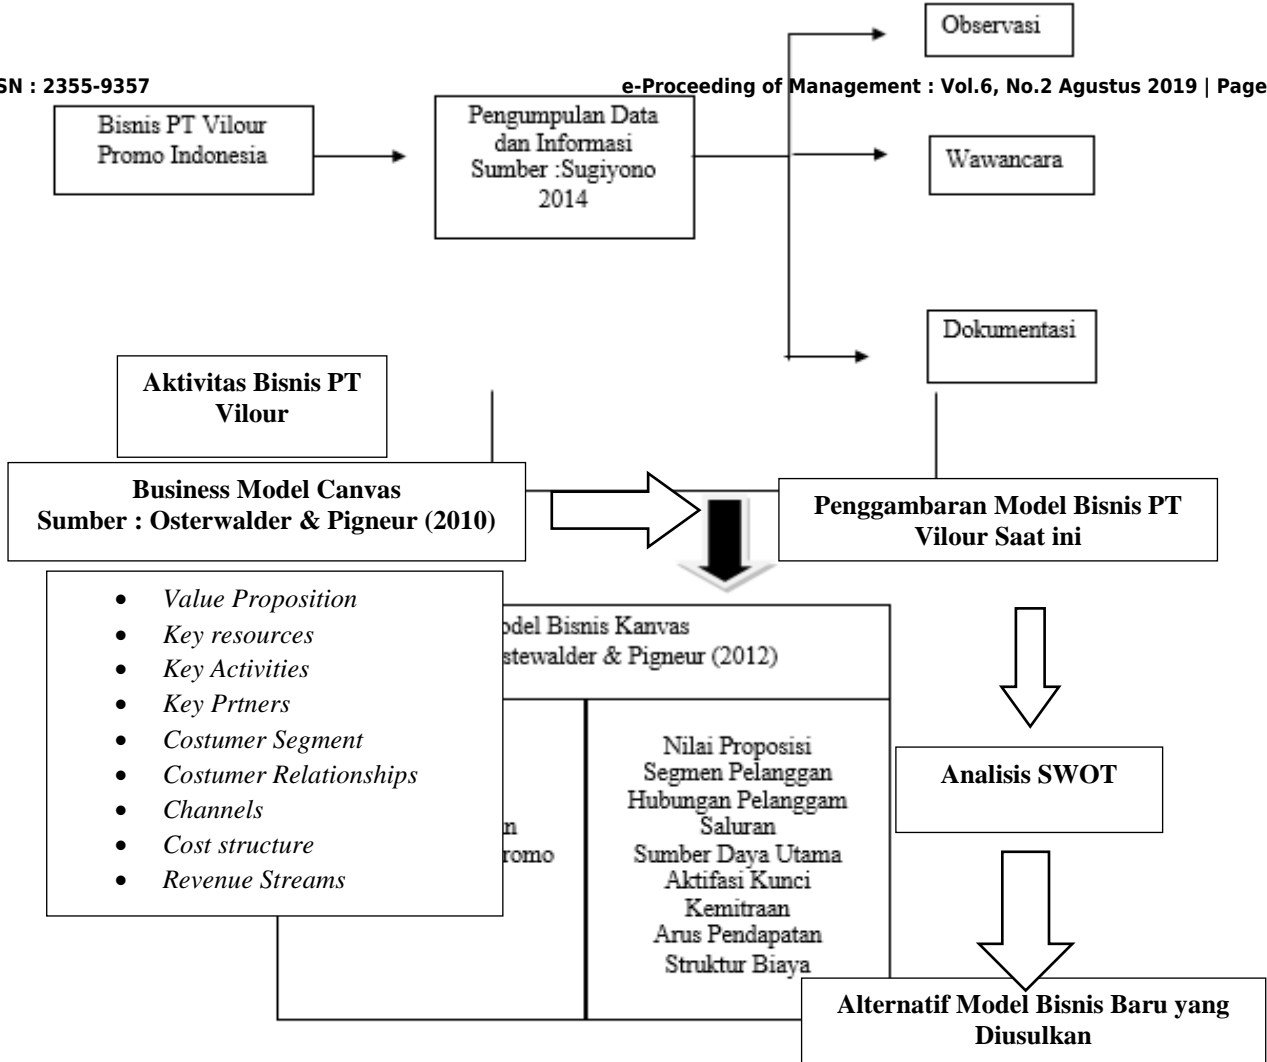 Observasi
SN : 2355-9357
e-Proceeding of Management : Vol.6, No.2 Agustus 2019 | Page
Bisnis PT Vilour
Promo Indonesia
Pengumpulan Data
dan Informasi
Sumber :Sugiyono
2014
Wawancara
Dokumentasi
Aktivitas Bisnis PT
Vilour
Business Model Canvas
Sumber : Osterwalder & Pigneur (2010)
Penggambaran Model Bisnis PT
Vilour Saat ini
• Value Proposition
• Key resources
• Key Activities
• Key Prtners
• Costumer Segment
• Costumer Relationships
• Channels
• Cost structure
• Revenue Streams
odel Bisnis Kanvas
stewalder & Pigneur (2012)
n
romo
Nilai Proposisi
Segmen Pelanggan
Hubungan Pelanggam
Saluran
Sumber Daya Utama
Aktifasi Kunci
Kemitraan
Arus Pendapatan
Struktur Biaya
Analisis SWOT
Alternatif Model Bisnis Baru yang
Diusulkan